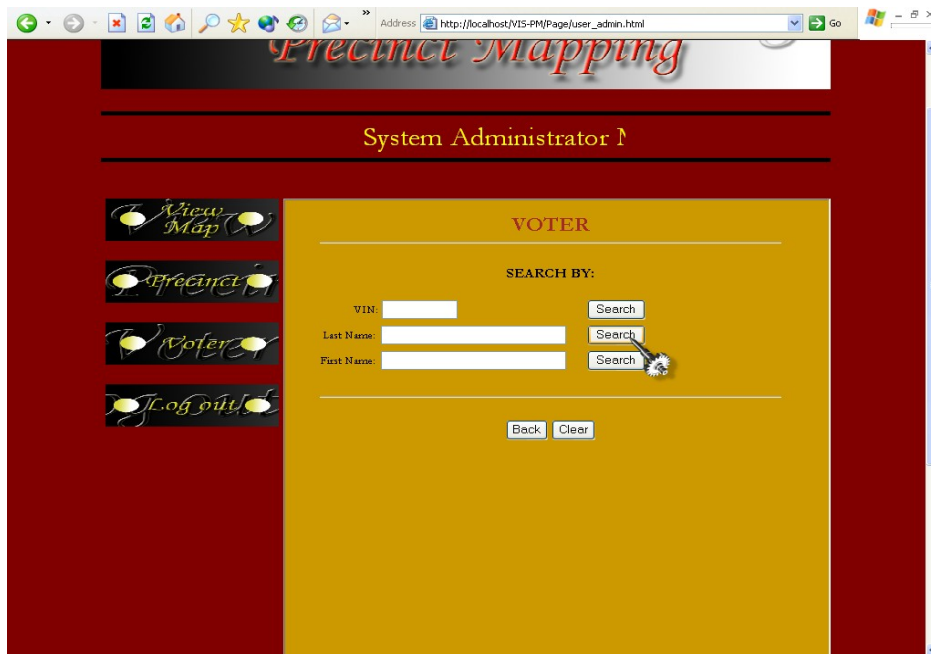 » Address http://localhost/VIS-PM/Page/user_admin.html Go
Precinct Mapping
System Administrator
View
Map
Precinct
Voter
Log out
VOTER
SEARCH BY:
VIN: Search
Last Name: Search
First Name: Search
Back Clear